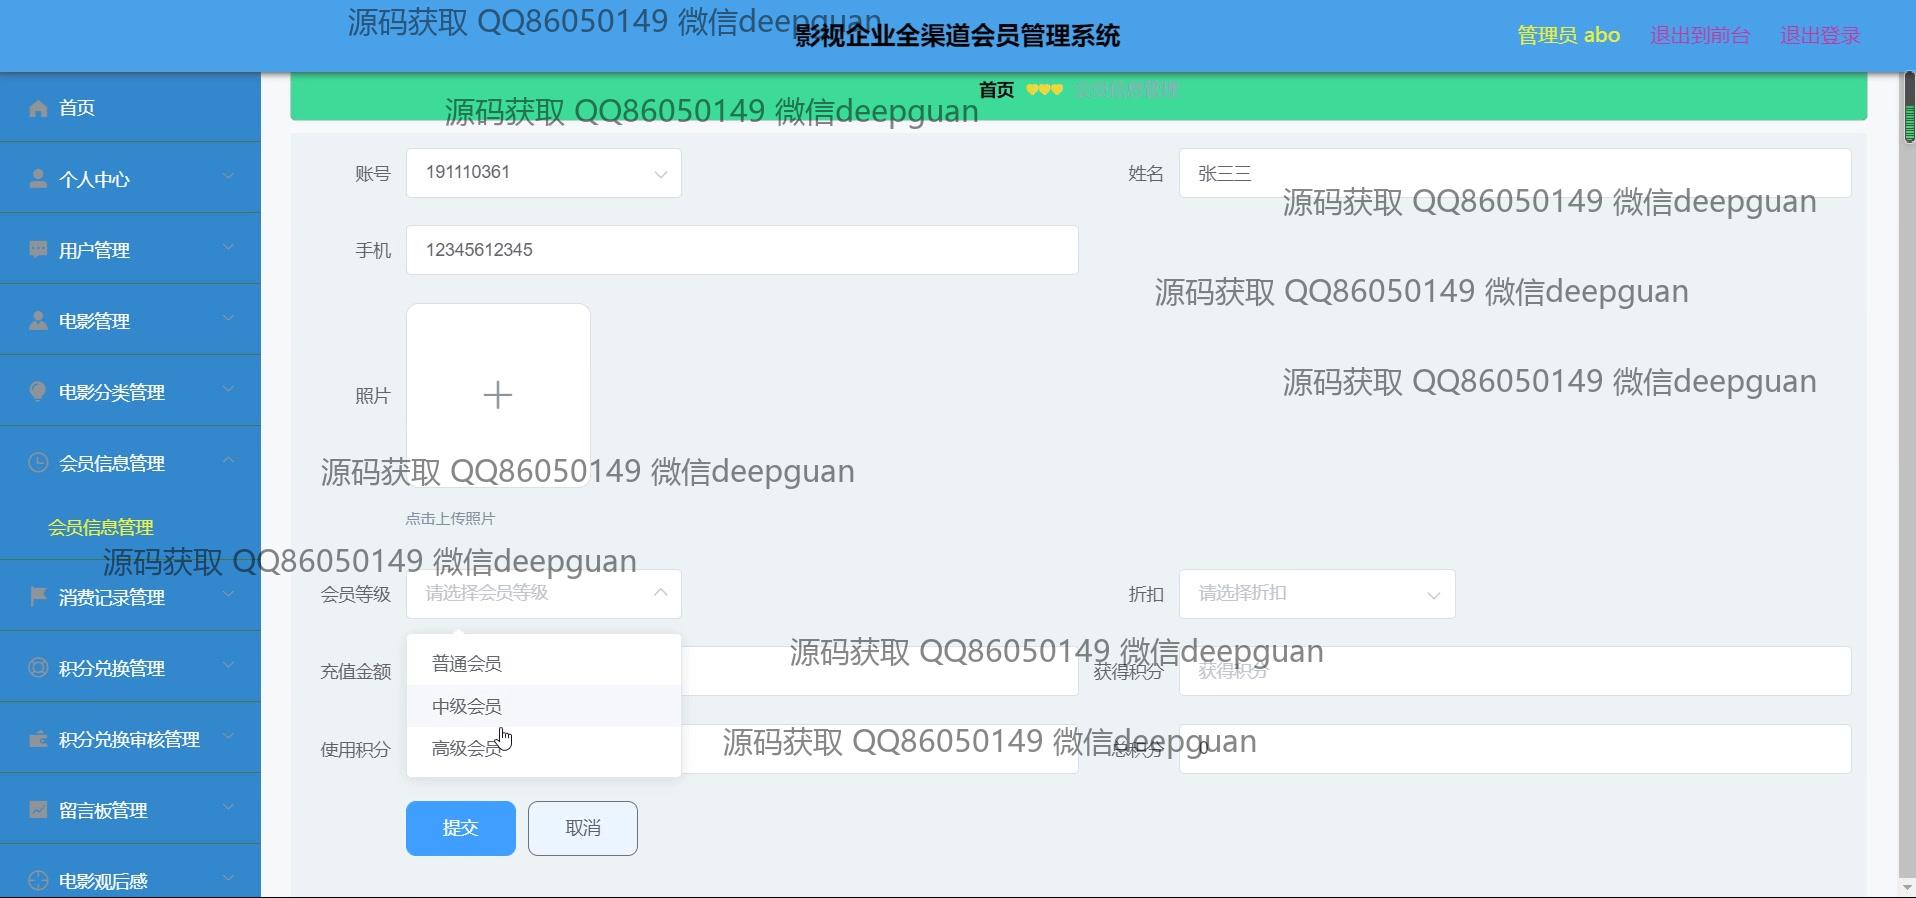 源码获取 QQ86050149 微信deepguan
影视企业全渠道会员管理系统
管理员 abo
退出到前台
退出登录
首页
会员信息管理
源码获取 QQ86050149 微信deepguan
首页
个人中心
用户管理
电影管理
电影分类管理
会员信息管理
会员信息管理
消费记录管理
积分兑换管理
积分兑换审核管理
留言板管理
电影观后感
账号
191110361
姓名
张三三
源码获取 QQ86050149 微信deepguan
手机
12345612345
源码获取 QQ86050149 微信deepguan
照片
源码获取 QQ86050149 微信deepguan
源码获取 QQ86050149 微信deepguan
点击上传照片
源码获取 QQ86050149 微信deepguan
会员等级
请选择会员等级
折扣
请选择折扣
普通会员
中级会员
高级会员
源码获取 QQ86050149 微信deepguan
充值金额
获得积分
获得积分
源码获取 QQ86050149 微信deepguan
使用积分
总积分
0
提交
取消